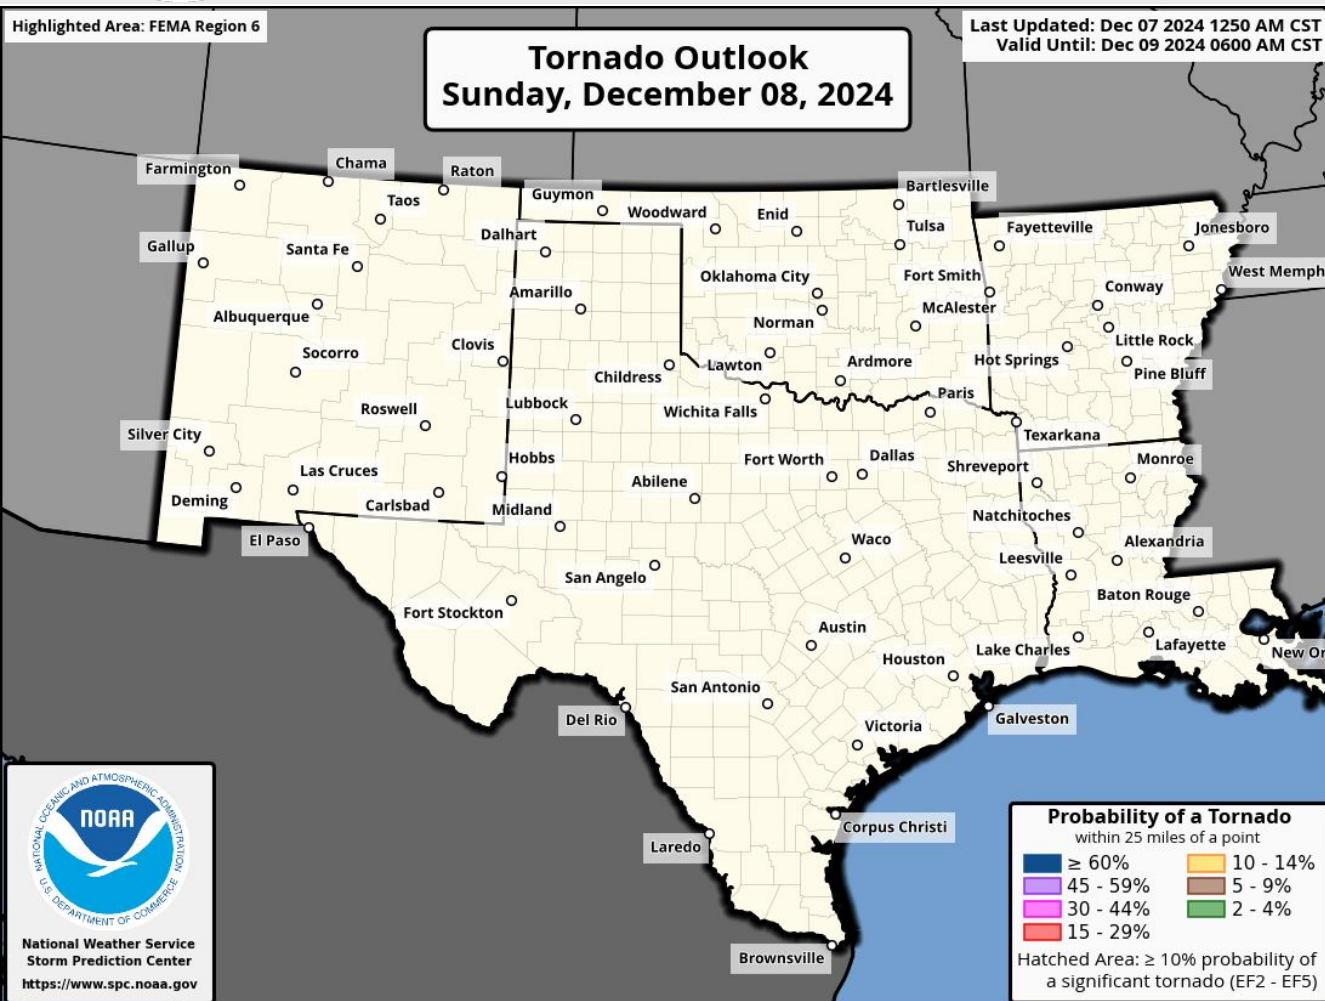 Highlighted Area: FEMA Region 6
Last Updated: Dec 07 2024 1250 AM CST
Valid Until: Dec 09 2024 0600 AM CST
Tornado Outlook
Sunday, December 08, 2024
Farmington
Chama
Raton
Taos
Guymon
Woodward
Enid
Bartlesville
Tulsa
Fayetteville
Jonesboro
Gallup
Santa Fe
Dalhart
Oklahoma City
Fort Smith
West Memph
Albuquerque
Amarillo
Norman
McAlester
Conway
Little Rock
Socorro
Clovis
Childress
Lawton
Ardmore
Hot Springs
Pine Bluff
Roswell
Lubbock
Wichita Falls
Paris
Texarkana
Silver City
Las Cruces
Hobbs
Abilene
Fort Worth
Dallas
Shreveport
Monroe
Deming
Carlsbad
Midland
Natchitoches
El Paso
San Angelo
Waco
Leesville
Alexandria
Fort Stockton
Baton Rouge
Austin
Houston
Lake Charles
Lafayette
New Or
San Antonio
Del Rio
Victoria
Galveston
Laredo
Corpus Christi
Brownsville
NATIONAL OCEANIC AND ATMOSPHERIC ADMINISTRATION
NOAA
U.S. DEPARTMENT OF COMMERCE
National Weather Service
Storm Prediction Center
https://www.spc.noaa.gov
Probability of a Tornado
within 25 miles of a point
≥ 60%
10 - 14%
45 - 59%
5 - 9%
30 - 44%
2 - 4%
15 - 29%
Hatched Area: ≥ 10% probability of
a significant tornado (EF2 - EF5)